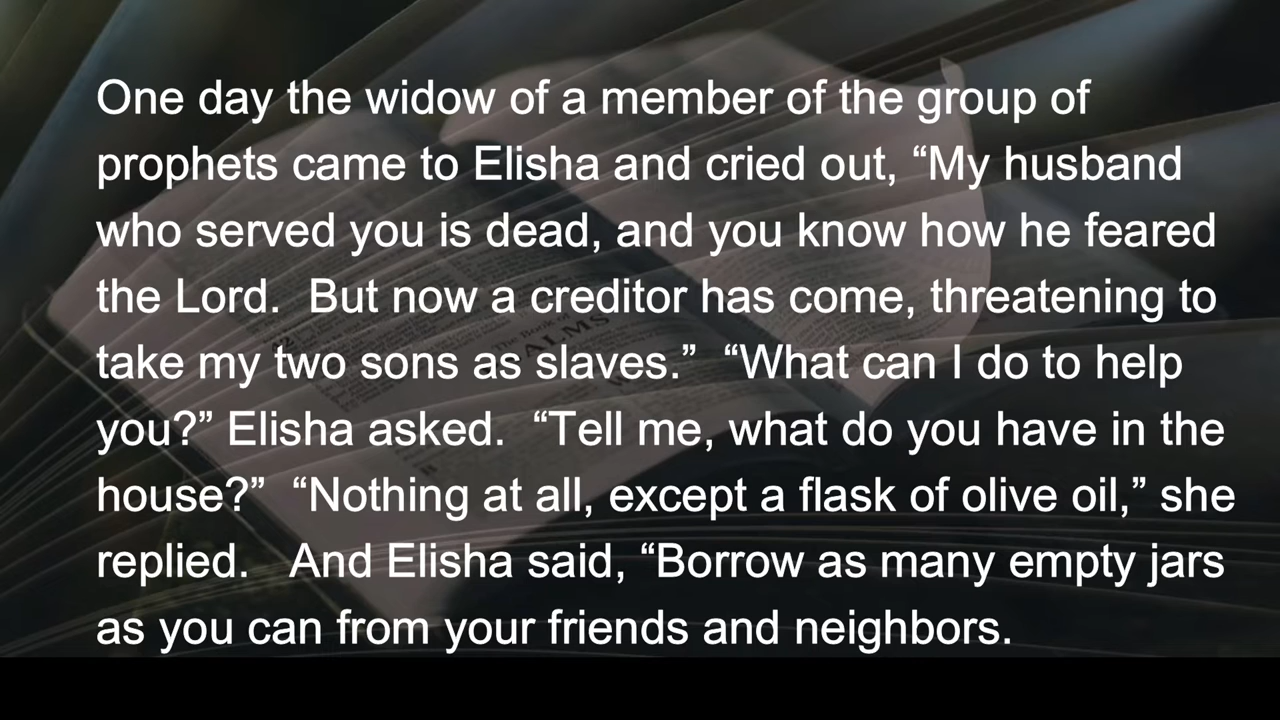 One day the widow of a member of the group of
prophets came to Elisha and cried out, “My husband
who served you is dead, and you know how he feared
the Lord.  But now a creditor has come, threatening to
take my two sons as slaves.”  “What can I do to help
you?” Elisha asked.  “Tell me, what do you have in the
house?”  “Nothing at all, except a flask of olive oil,” she
replied.   And Elisha said, “Borrow as many empty jars
as you can from your friends and neighbors.